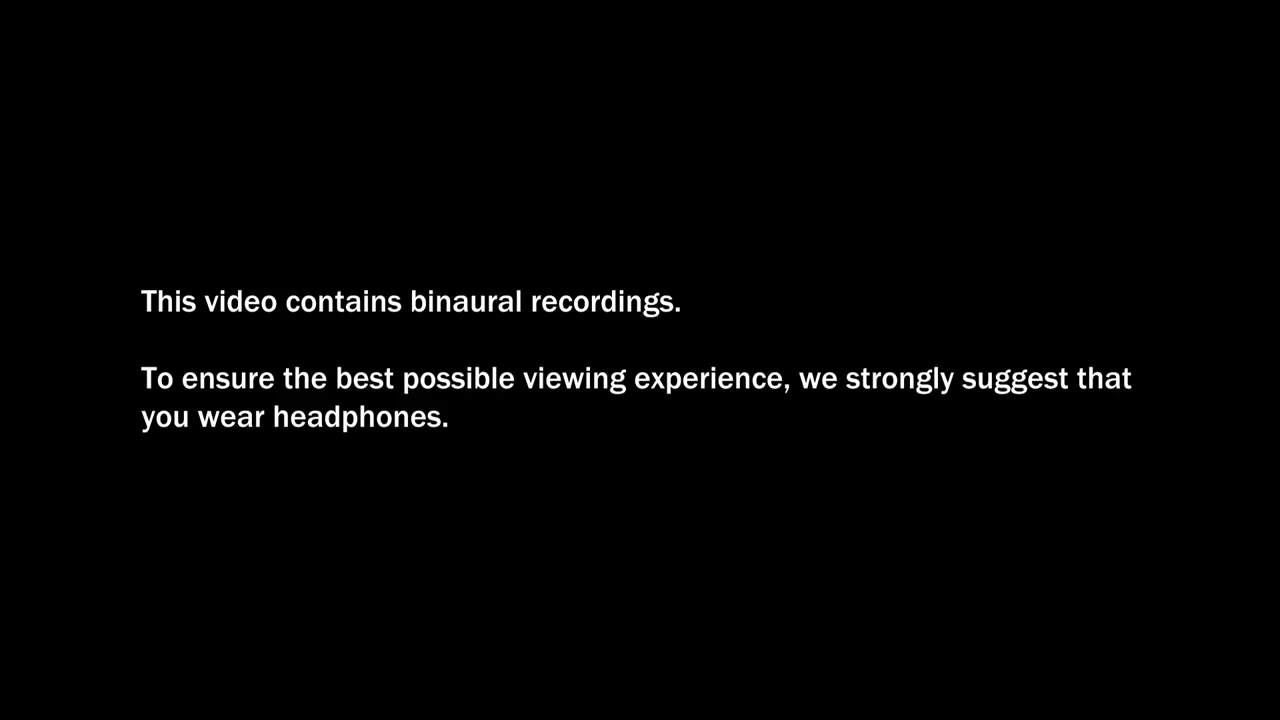 This video contains binaural recordings.
To ensure the best possible viewing experience, we strongly suggest that
you wear headphones.